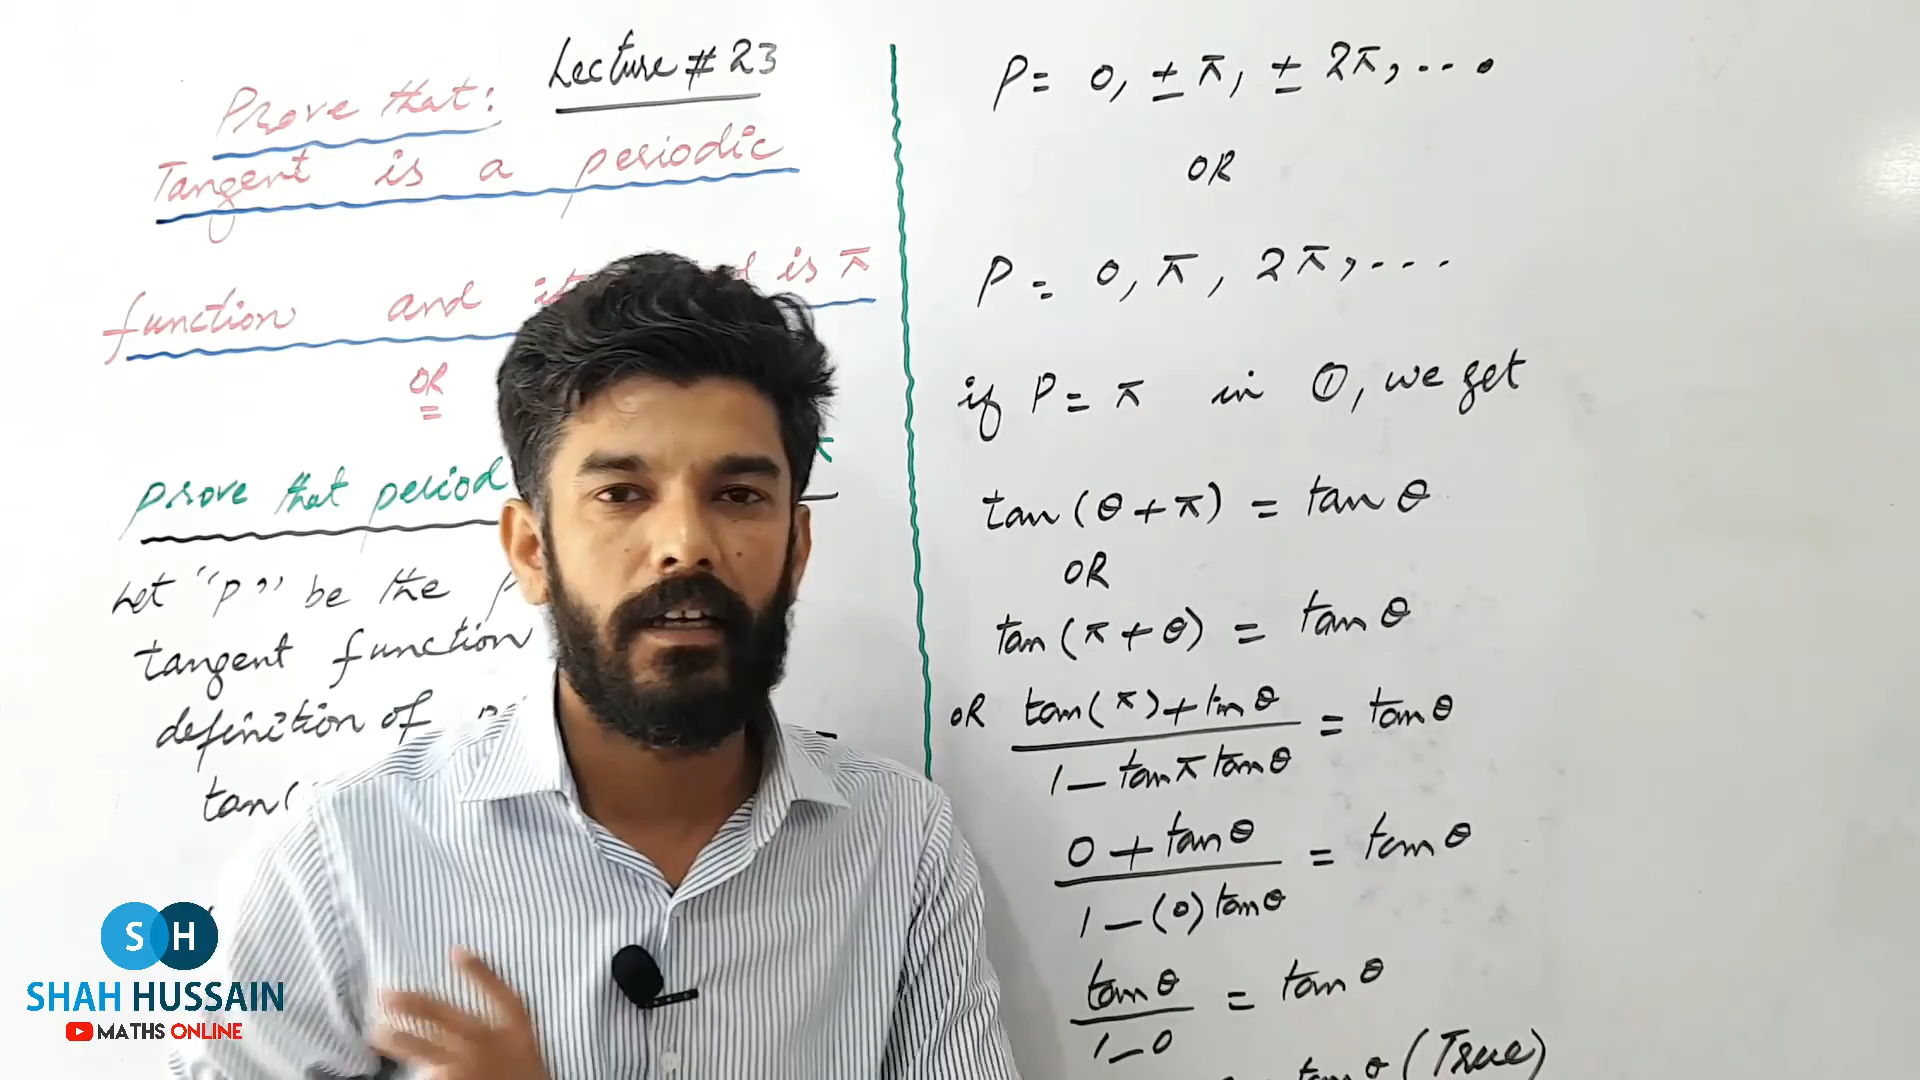 Lecture # 23
Prove that:
Tangent is a periodic
function and is π
OR
prove that period
Let "P" be the
tangent function
definition of
tan(
P = 0, ± π, ± 2π, ...
OR
P = 0, π, 2π, ...
if P = π in ①, we get
tan (θ + π) = tan θ
OR
tan (π + θ) = tan θ
OR tan(π) + tan θ / 1 - tan π tan θ = tan θ
0 + tan θ / 1 - (0) tan θ = tan θ
tan θ / 1 - 0 = tan θ
= tan θ (True)
S H
SHAH HUSSAIN
MATHS ONLINE